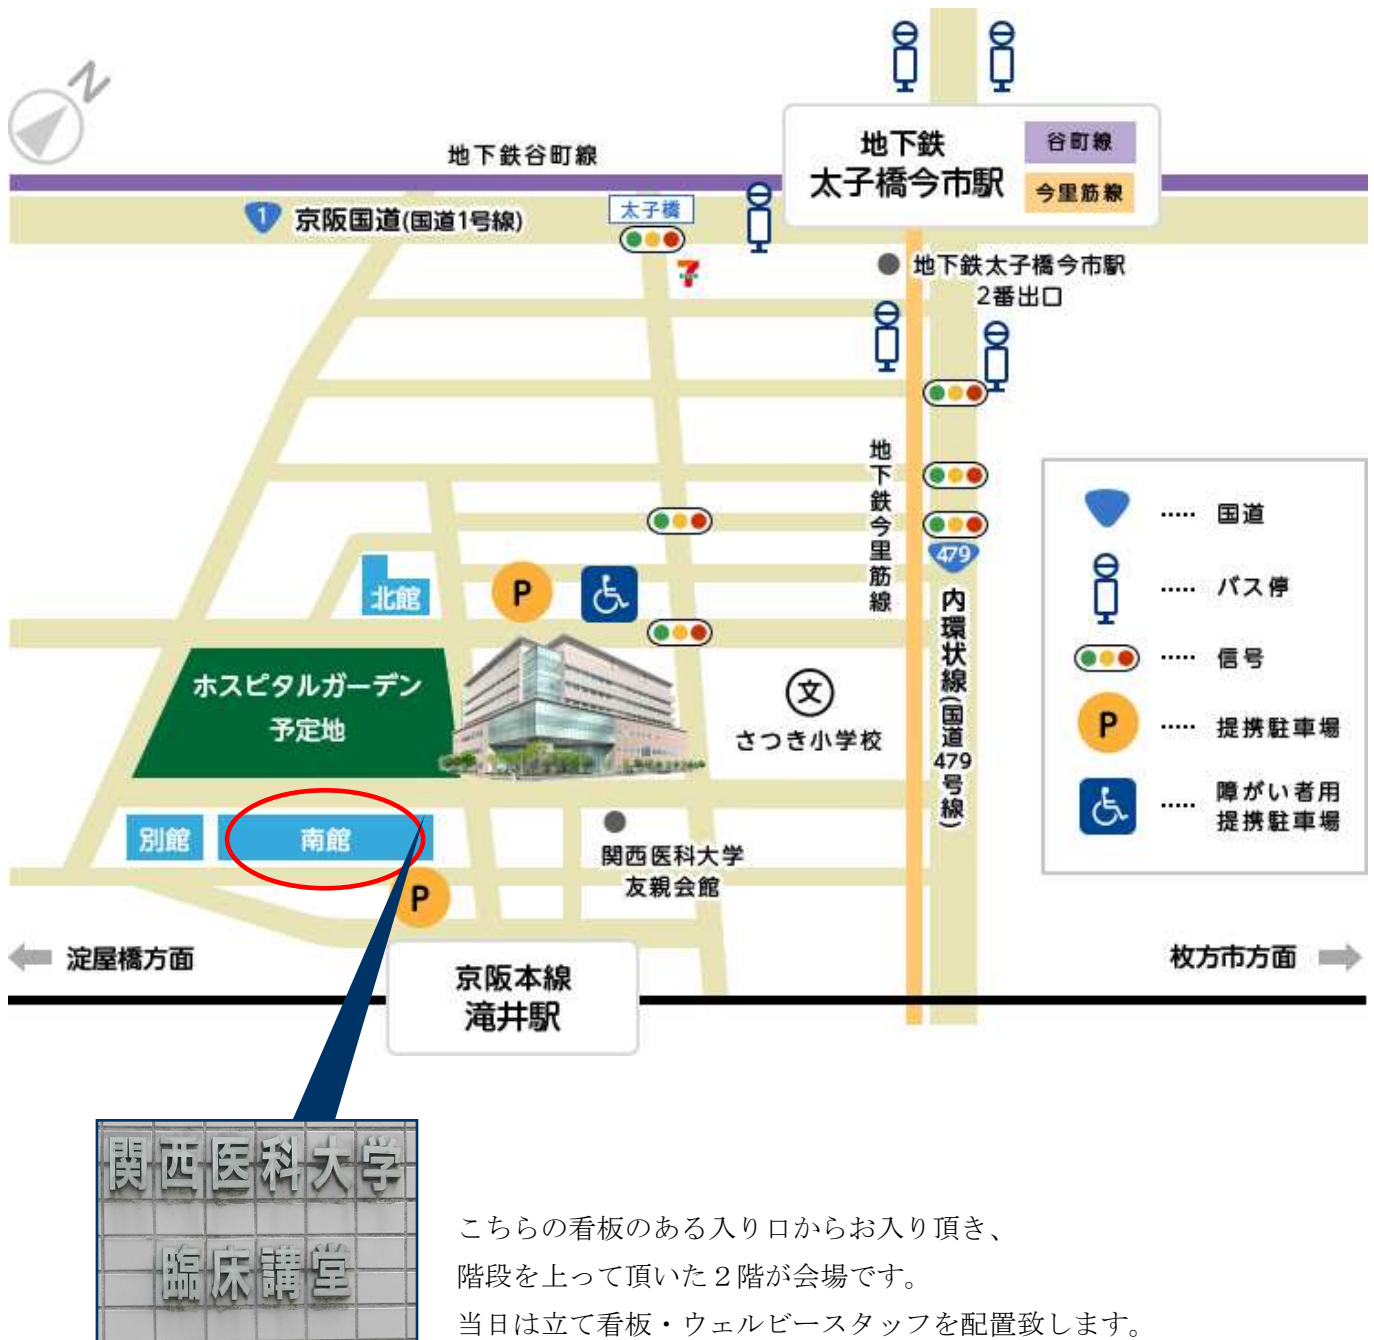 N
地下鉄谷町線
地下鉄
太子橋今市駅
谷町線
今里筋線
1
京阪国道(国道1号線)
太子橋
7
地下鉄太子橋今市駅
2番出口
地下鉄今里筋線
479
内環状線(国道479号線)
北館
P
ホスピタルガーデン
予定地
文
さつき小学校
別館
南館
関西医科大学
友親会館
P
国道
バス停
信号
P
提携駐車場
障がい者用
提携駐車場
淀屋橋方面
枚方市方面
京阪本線
滝井駅
関西医科大学
臨床講堂
こちらの看板のある入り口からお入り頂き、
階段を上って頂いた２階が会場です。
当日は立て看板・ウェルビースタッフを配置致します。